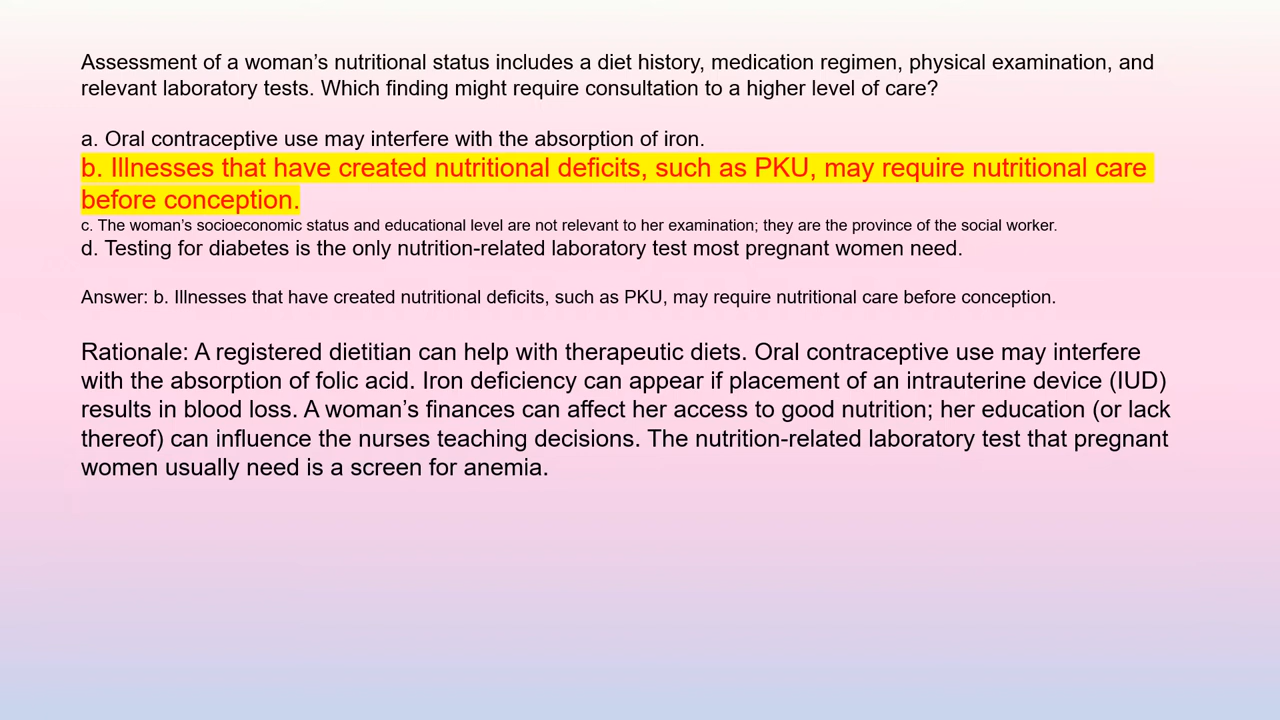 Assessment of a woman’s nutritional status includes a diet history, medication regimen, physical examination, and
relevant laboratory tests. Which finding might require consultation to a higher level of care?
a. Oral contraceptive use may interfere with the absorption of iron.
b. Illnesses that have created nutritional deficits, such as PKU, may require nutritional care
before conception.
c. The woman’s socioeconomic status and educational level are not relevant to her examination; they are the province of the social worker.
d. Testing for diabetes is the only nutrition-related laboratory test most pregnant women need.
Answer: b. Illnesses that have created nutritional deficits, such as PKU, may require nutritional care before conception.
Rationale: A registered dietitian can help with therapeutic diets. Oral contraceptive use may interfere
with the absorption of folic acid. Iron deficiency can appear if placement of an intrauterine device (IUD)
results in blood loss. A woman’s finances can affect her access to good nutrition; her education (or lack
thereof) can influence the nurses teaching decisions. The nutrition-related laboratory test that pregnant
women usually need is a screen for anemia.